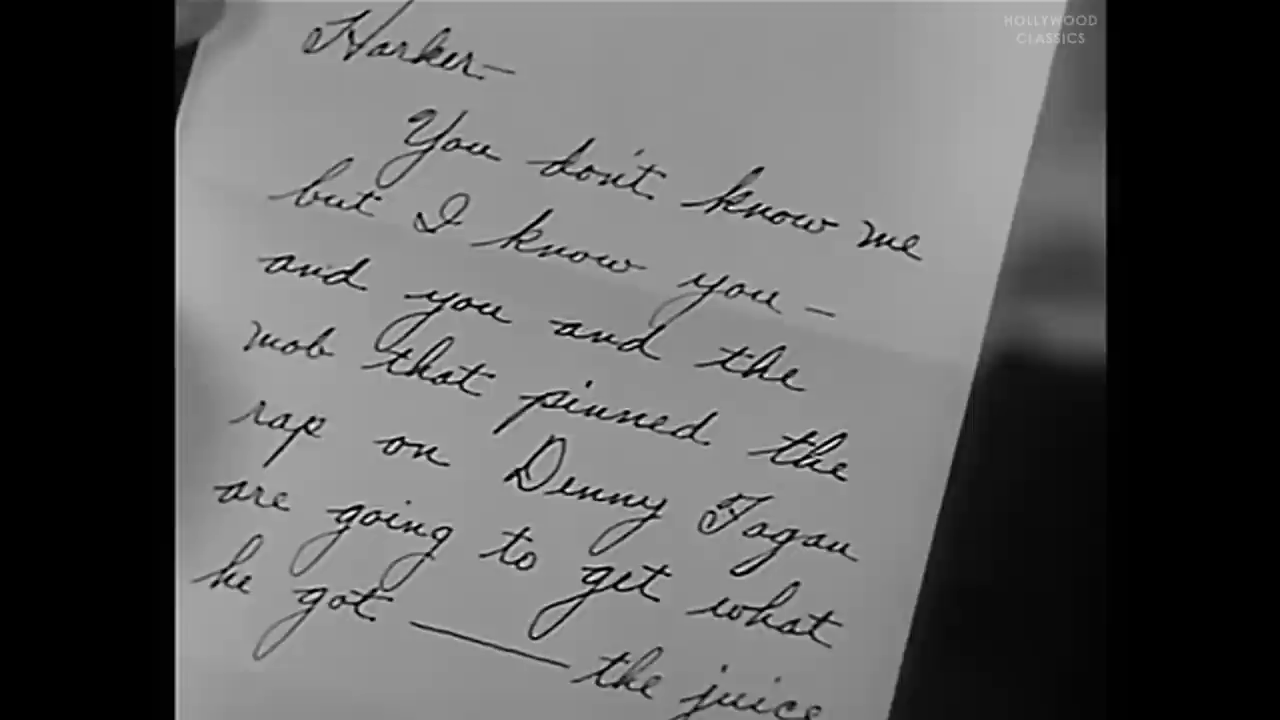 HOLLYWOOD
CLASSICS
Harker—
You don't know me
but I know you –
and you and the
mob that pinned the
rap on Denny Fagan
are going to get what
he got —— the juice